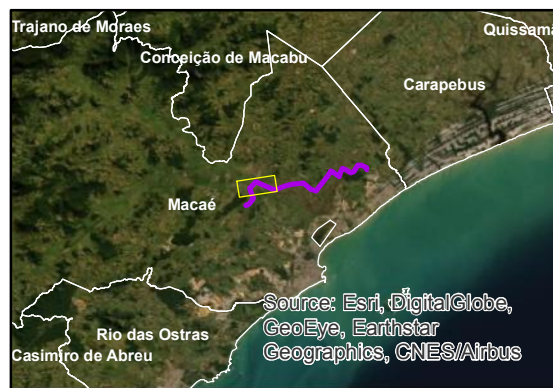 Trajano de Moraes
Quissamã
Conceição de Macabu
Carapebus
Macaé
Source: Esri, DigitalGlobe,
GeoEye, Earthstar
Geographics, CNES/Airbus
Rio das Ostras
Casimiro de Abreu